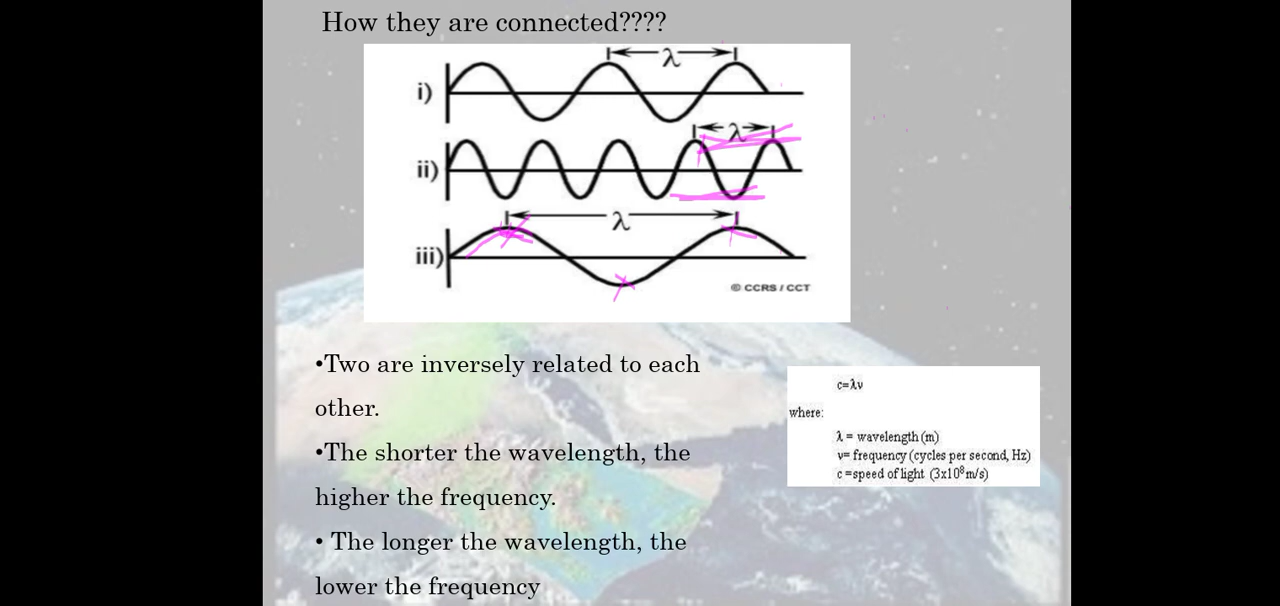 How they are connected????
λ
i)
λ
ii)
λ
iii)
© CCRS / CCT
•Two are inversely related to each
other.
•The shorter the wavelength, the
higher the frequency.
• The longer the wavelength, the
lower the frequency
c=λν
where:
λ = wavelength (m)
ν= frequency (cycles per second, Hz)
c =speed of light (3x10⁸ m/s)